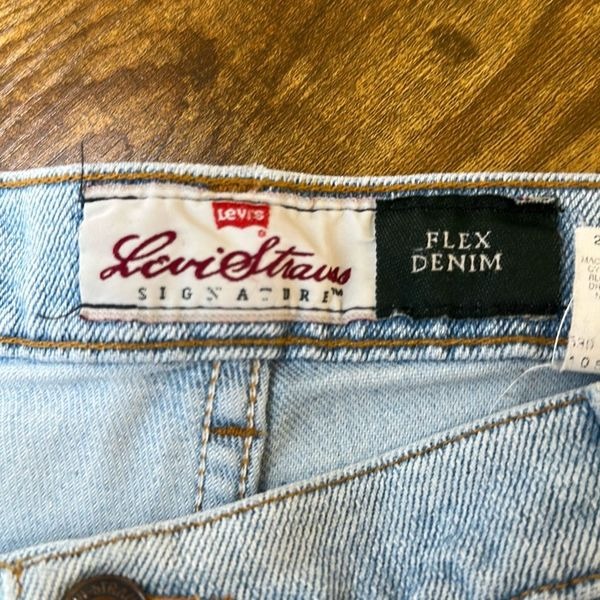 Levi's
®
Levi Strauss
SIGNATURE™
FLEX
DENIM